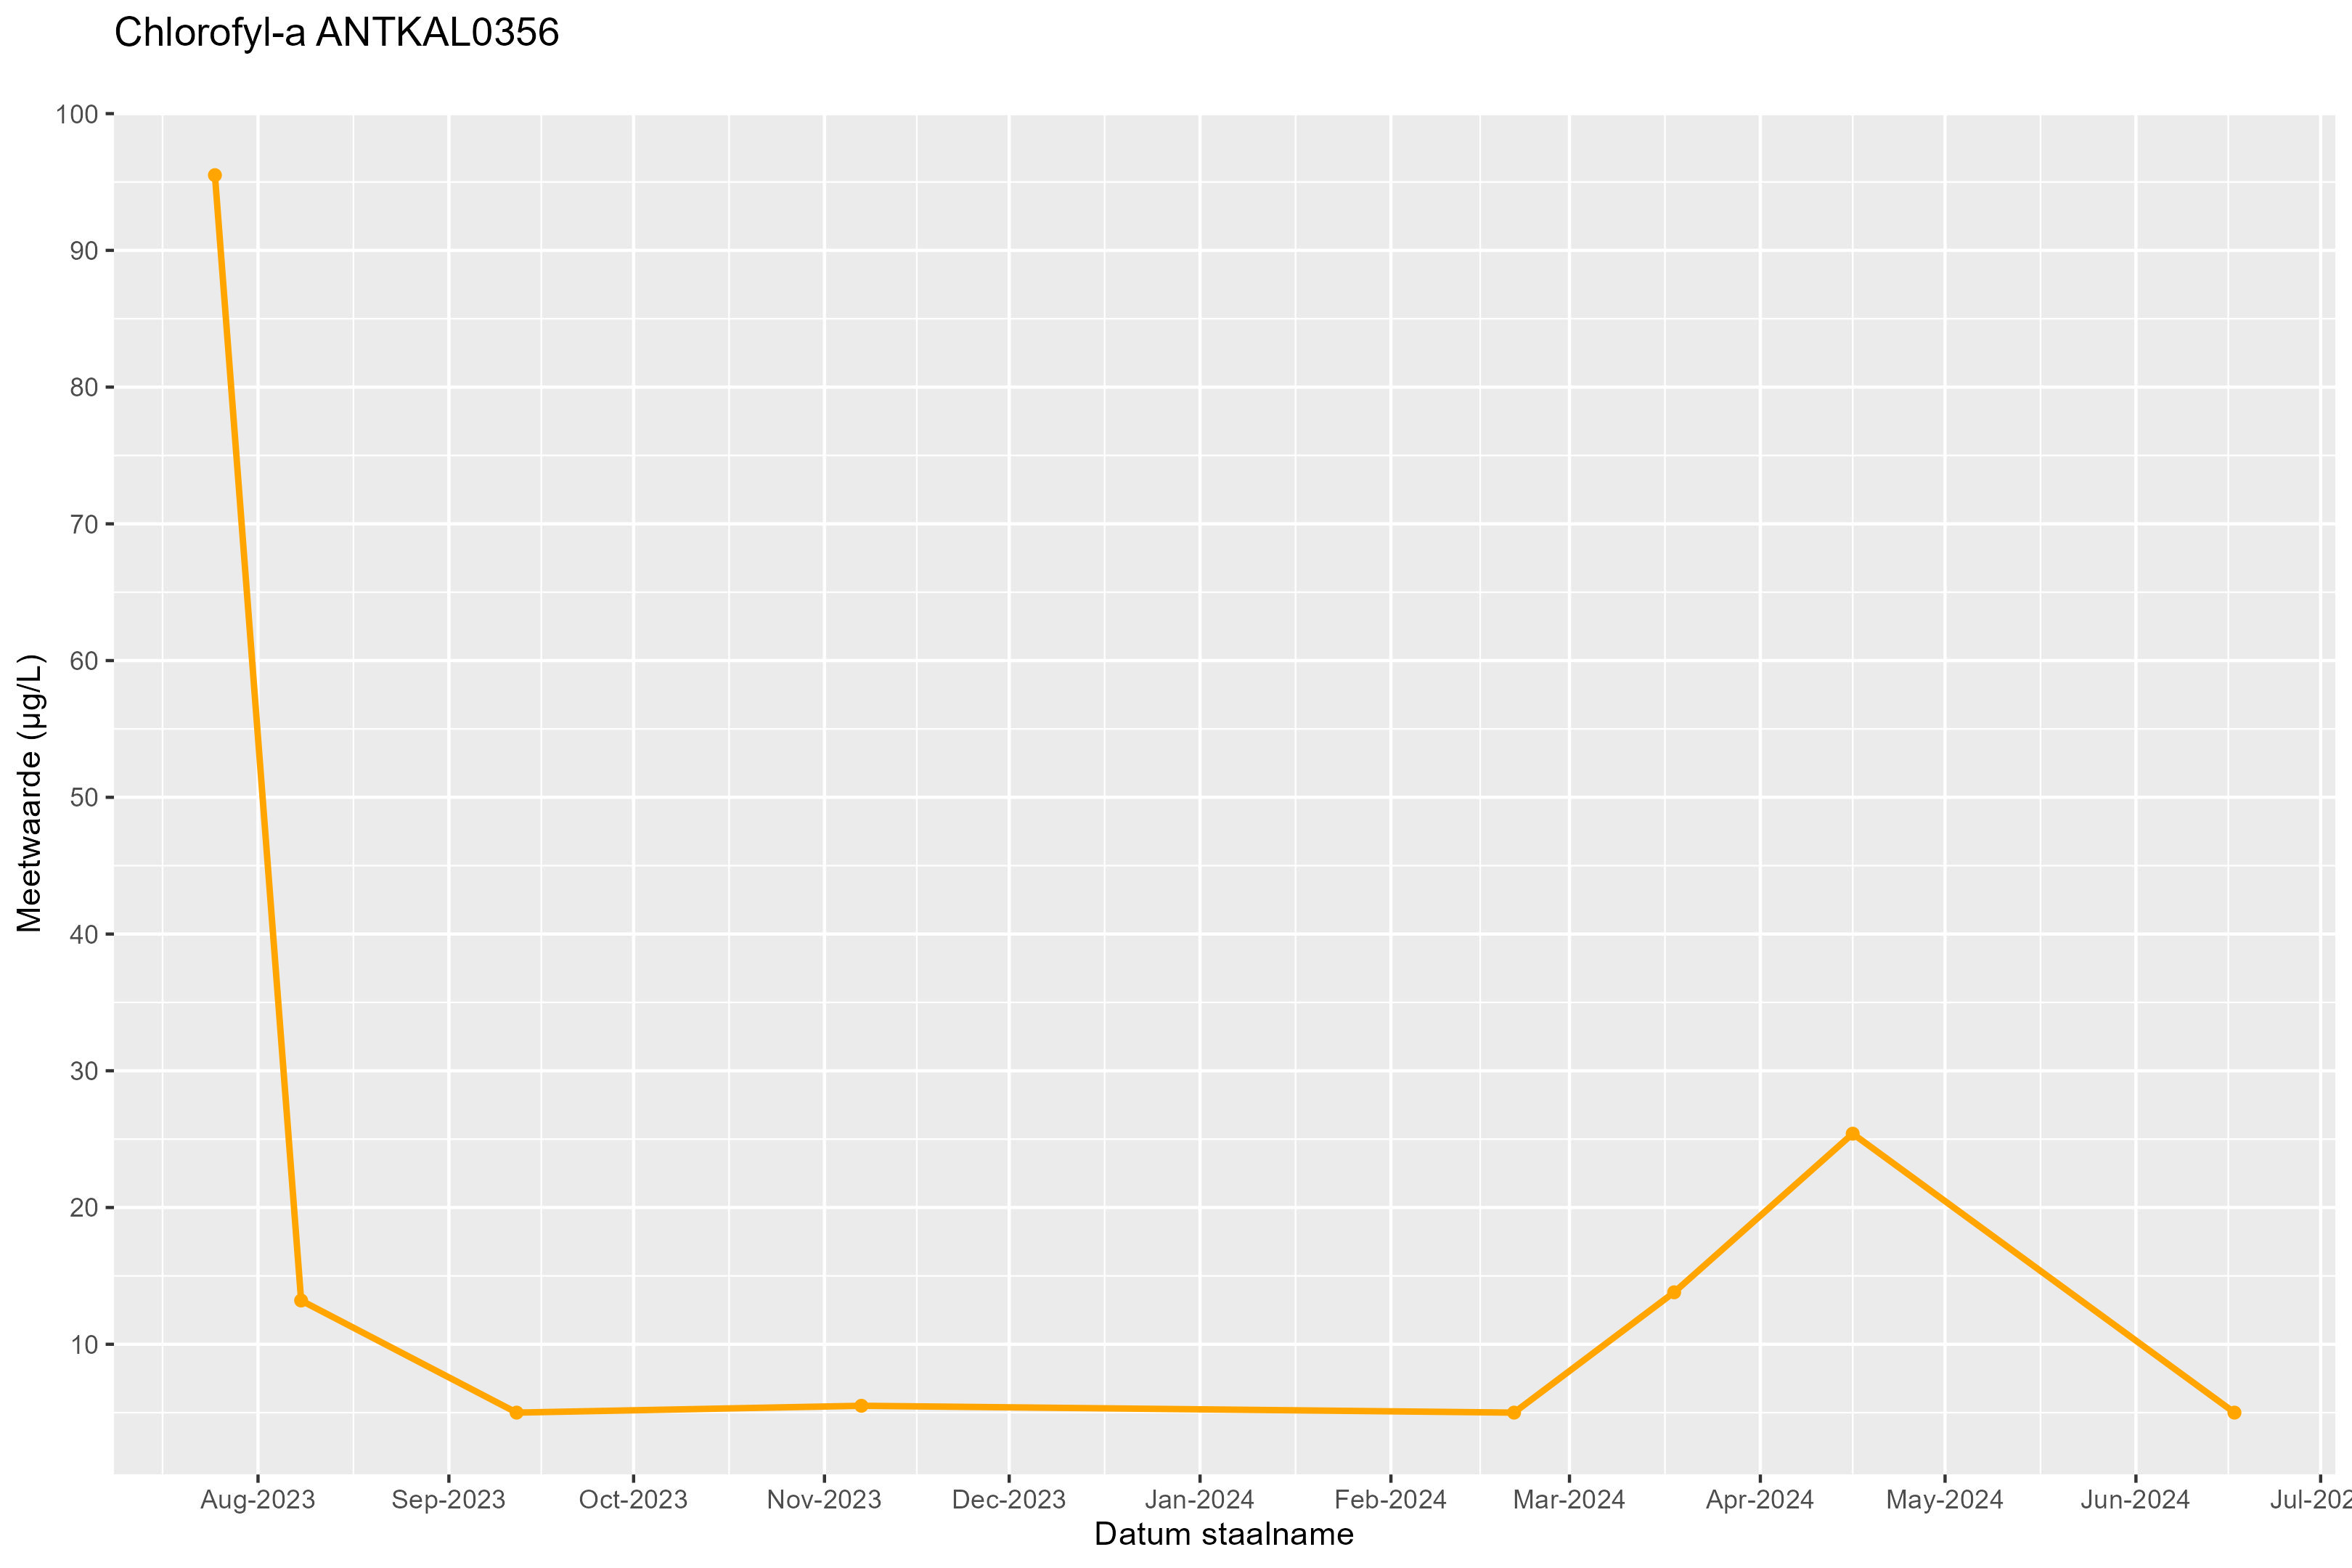 Chlorofyl-a ANTKAL0356
100
90
80
70
60
50
40
30
20
10
Meetwaarde (µg/L)
Aug-2023 Sep-2023 Oct-2023 Nov-2023 Dec-2023 Jan-2024 Feb-2024 Mar-2024 Apr-2024 May-2024 Jun-2024 Jul-202
Datum staalname